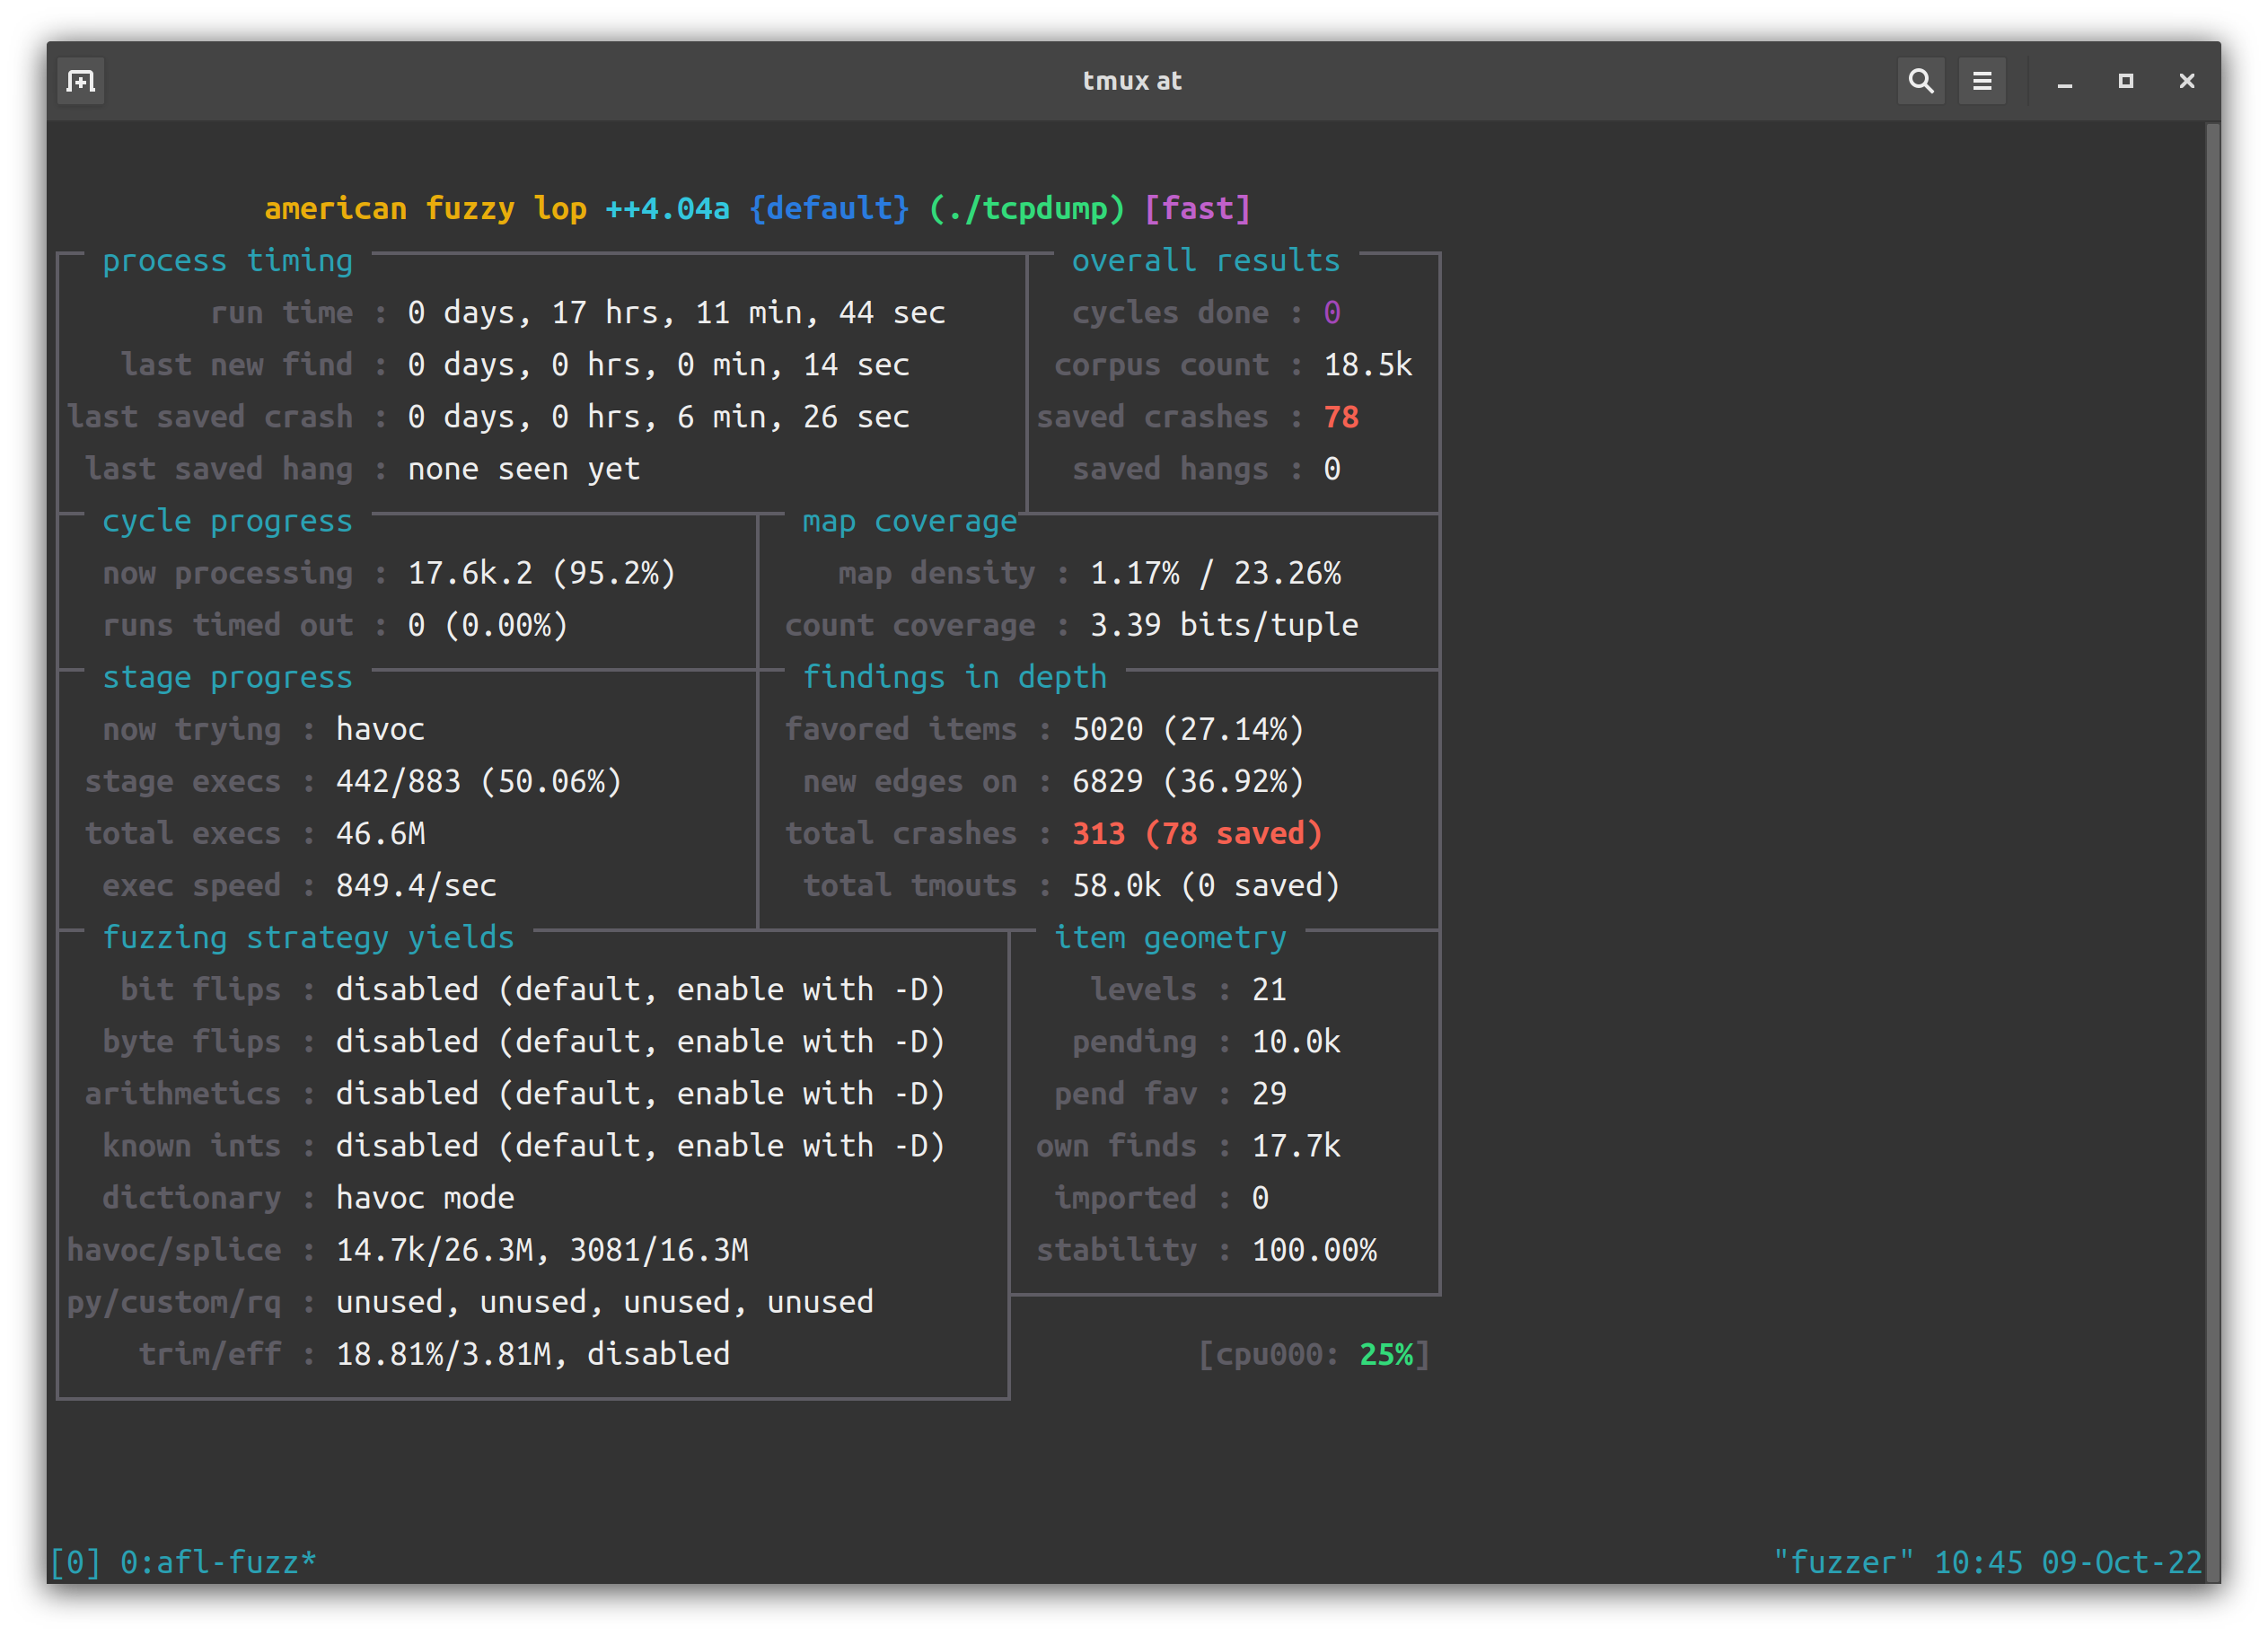 tmux at
american fuzzy lop ++4.04a {default} (./tcpdump) [fast]
process timing overall results
run time : 0 days, 17 hrs, 11 min, 44 sec cycles done : 0
last new find : 0 days, 0 hrs, 0 min, 14 sec corpus count : 18.5k
last saved crash : 0 days, 0 hrs, 6 min, 26 sec saved crashes : 78
last saved hang : none seen yet saved hangs : 0
cycle progress map coverage
now processing : 17.6k.2 (95.2%) map density : 1.17% / 23.26%
runs timed out : 0 (0.00%) count coverage : 3.39 bits/tuple
stage progress findings in depth
now trying : havoc favored items : 5020 (27.14%)
stage execs : 442/883 (50.06%) new edges on : 6829 (36.92%)
total execs : 46.6M total crashes : 313 (78 saved)
exec speed : 849.4/sec total tmouts : 58.0k (0 saved)
fuzzing strategy yields item geometry
bit flips : disabled (default, enable with -D) levels : 21
byte flips : disabled (default, enable with -D) pending : 10.0k
arithmetics : disabled (default, enable with -D) pend fav : 29
known ints : disabled (default, enable with -D) own finds : 17.7k
dictionary : havoc mode imported : 0
havoc/splice : 14.7k/26.3M, 3081/16.3M stability : 100.00%
py/custom/rq : unused, unused, unused, unused
trim/eff : 18.81%/3.81M, disabled [cpu000: 25%]
[0] 0:afl-fuzz* "fuzzer" 10:45 09-Oct-22